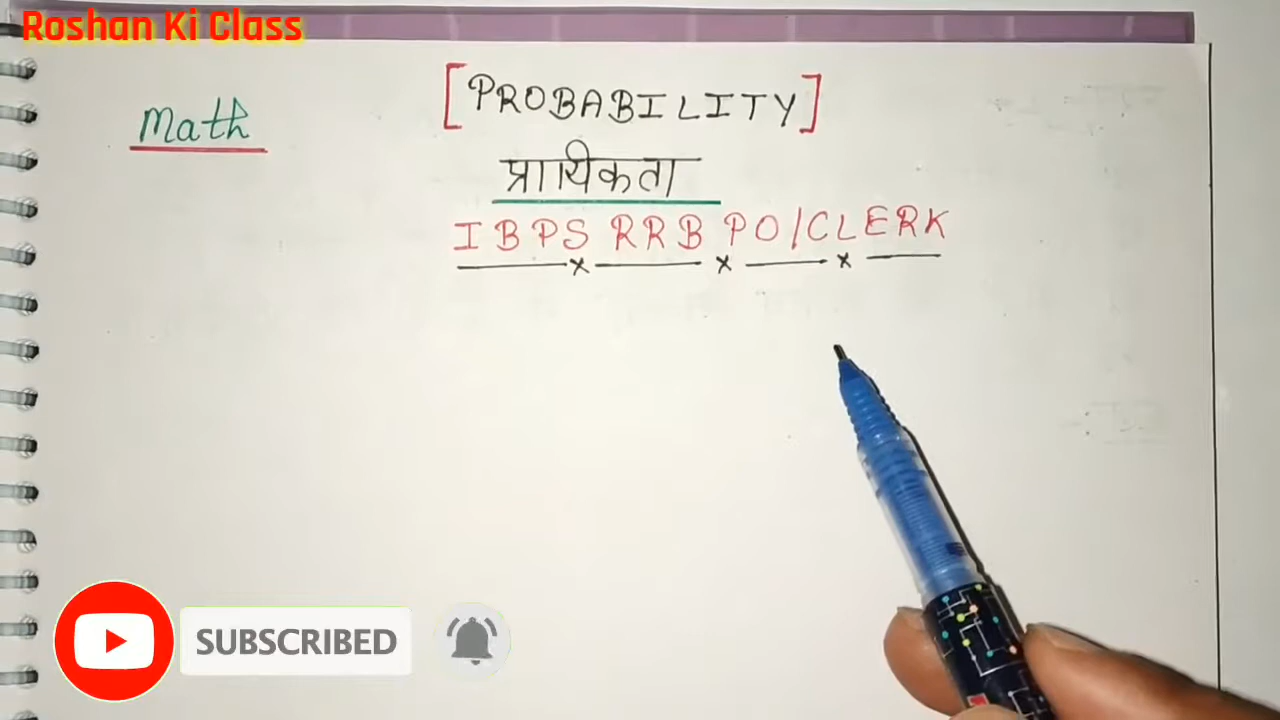 Roshan Ki Class
Math
[PROBABILITY]
प्रायिकता
IBPS RRB PO/CLERK
SUBSCRIBED